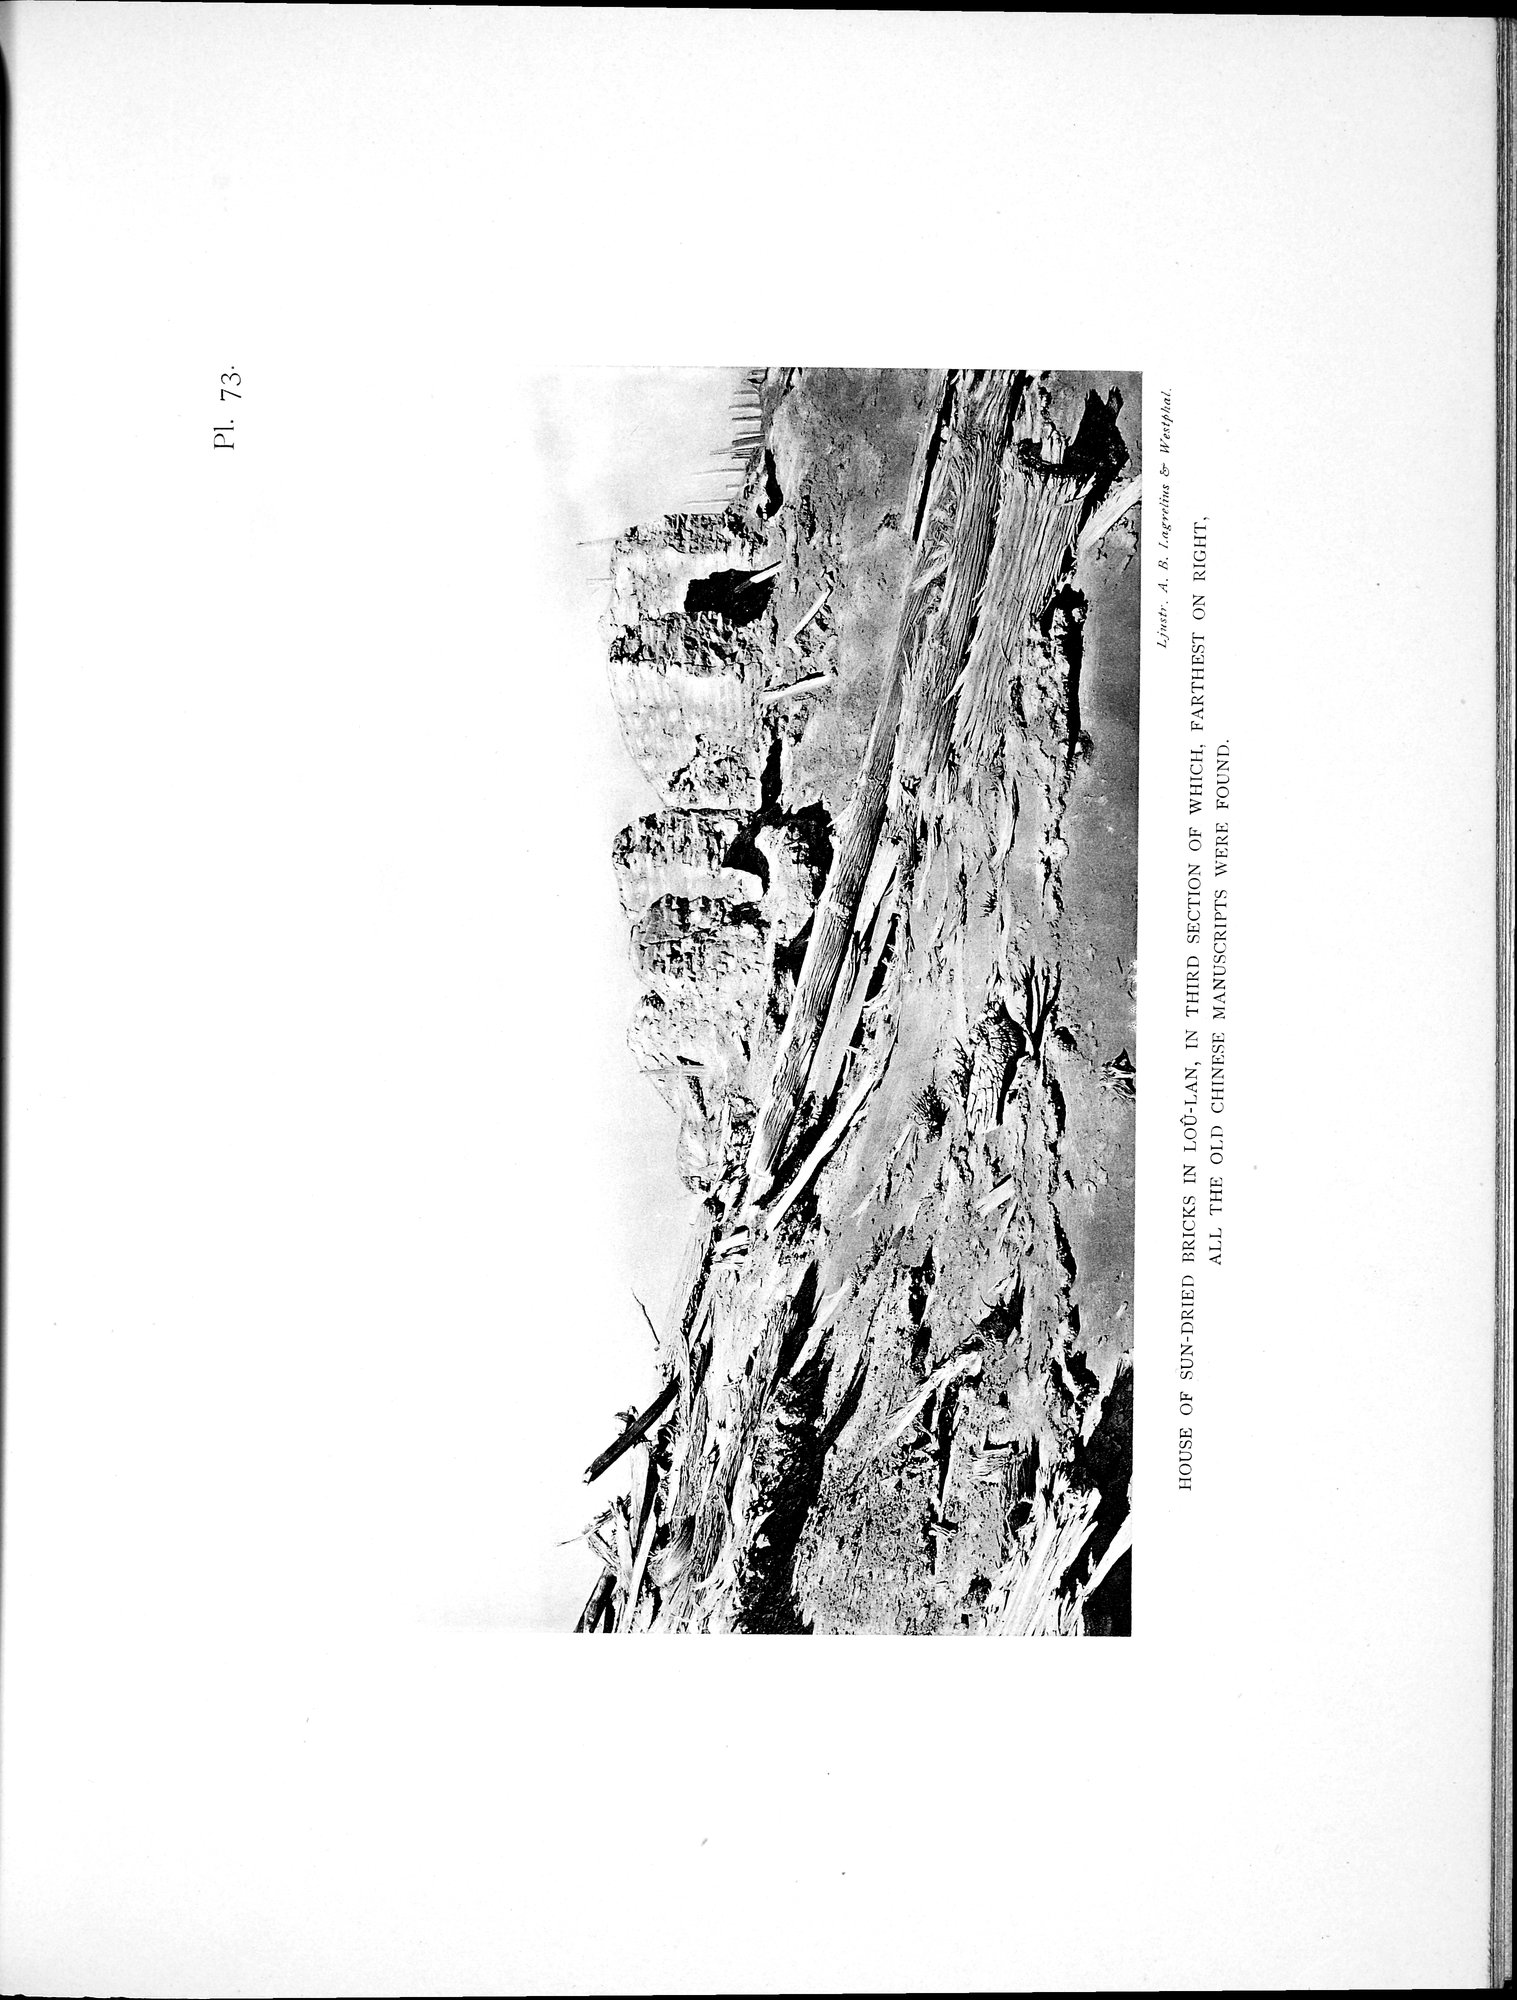 Pl. 73.
Ljustr. A. B. Lagrelius & Westphal.
HOUSE OF SUN-DRIED BRICKS IN LOÛ-LAN, IN THIRD SECTION OF WHICH, FARTHEST ON RIGHT,
ALL THE OLD CHINESE MANUSCRIPTS WERE FOUND.